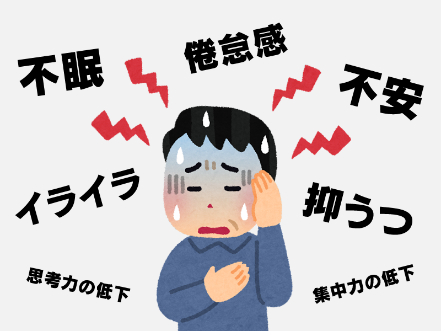 不眠
倦怠感
不安
イライラ
抑うつ
思考力の低下
集中力の低下